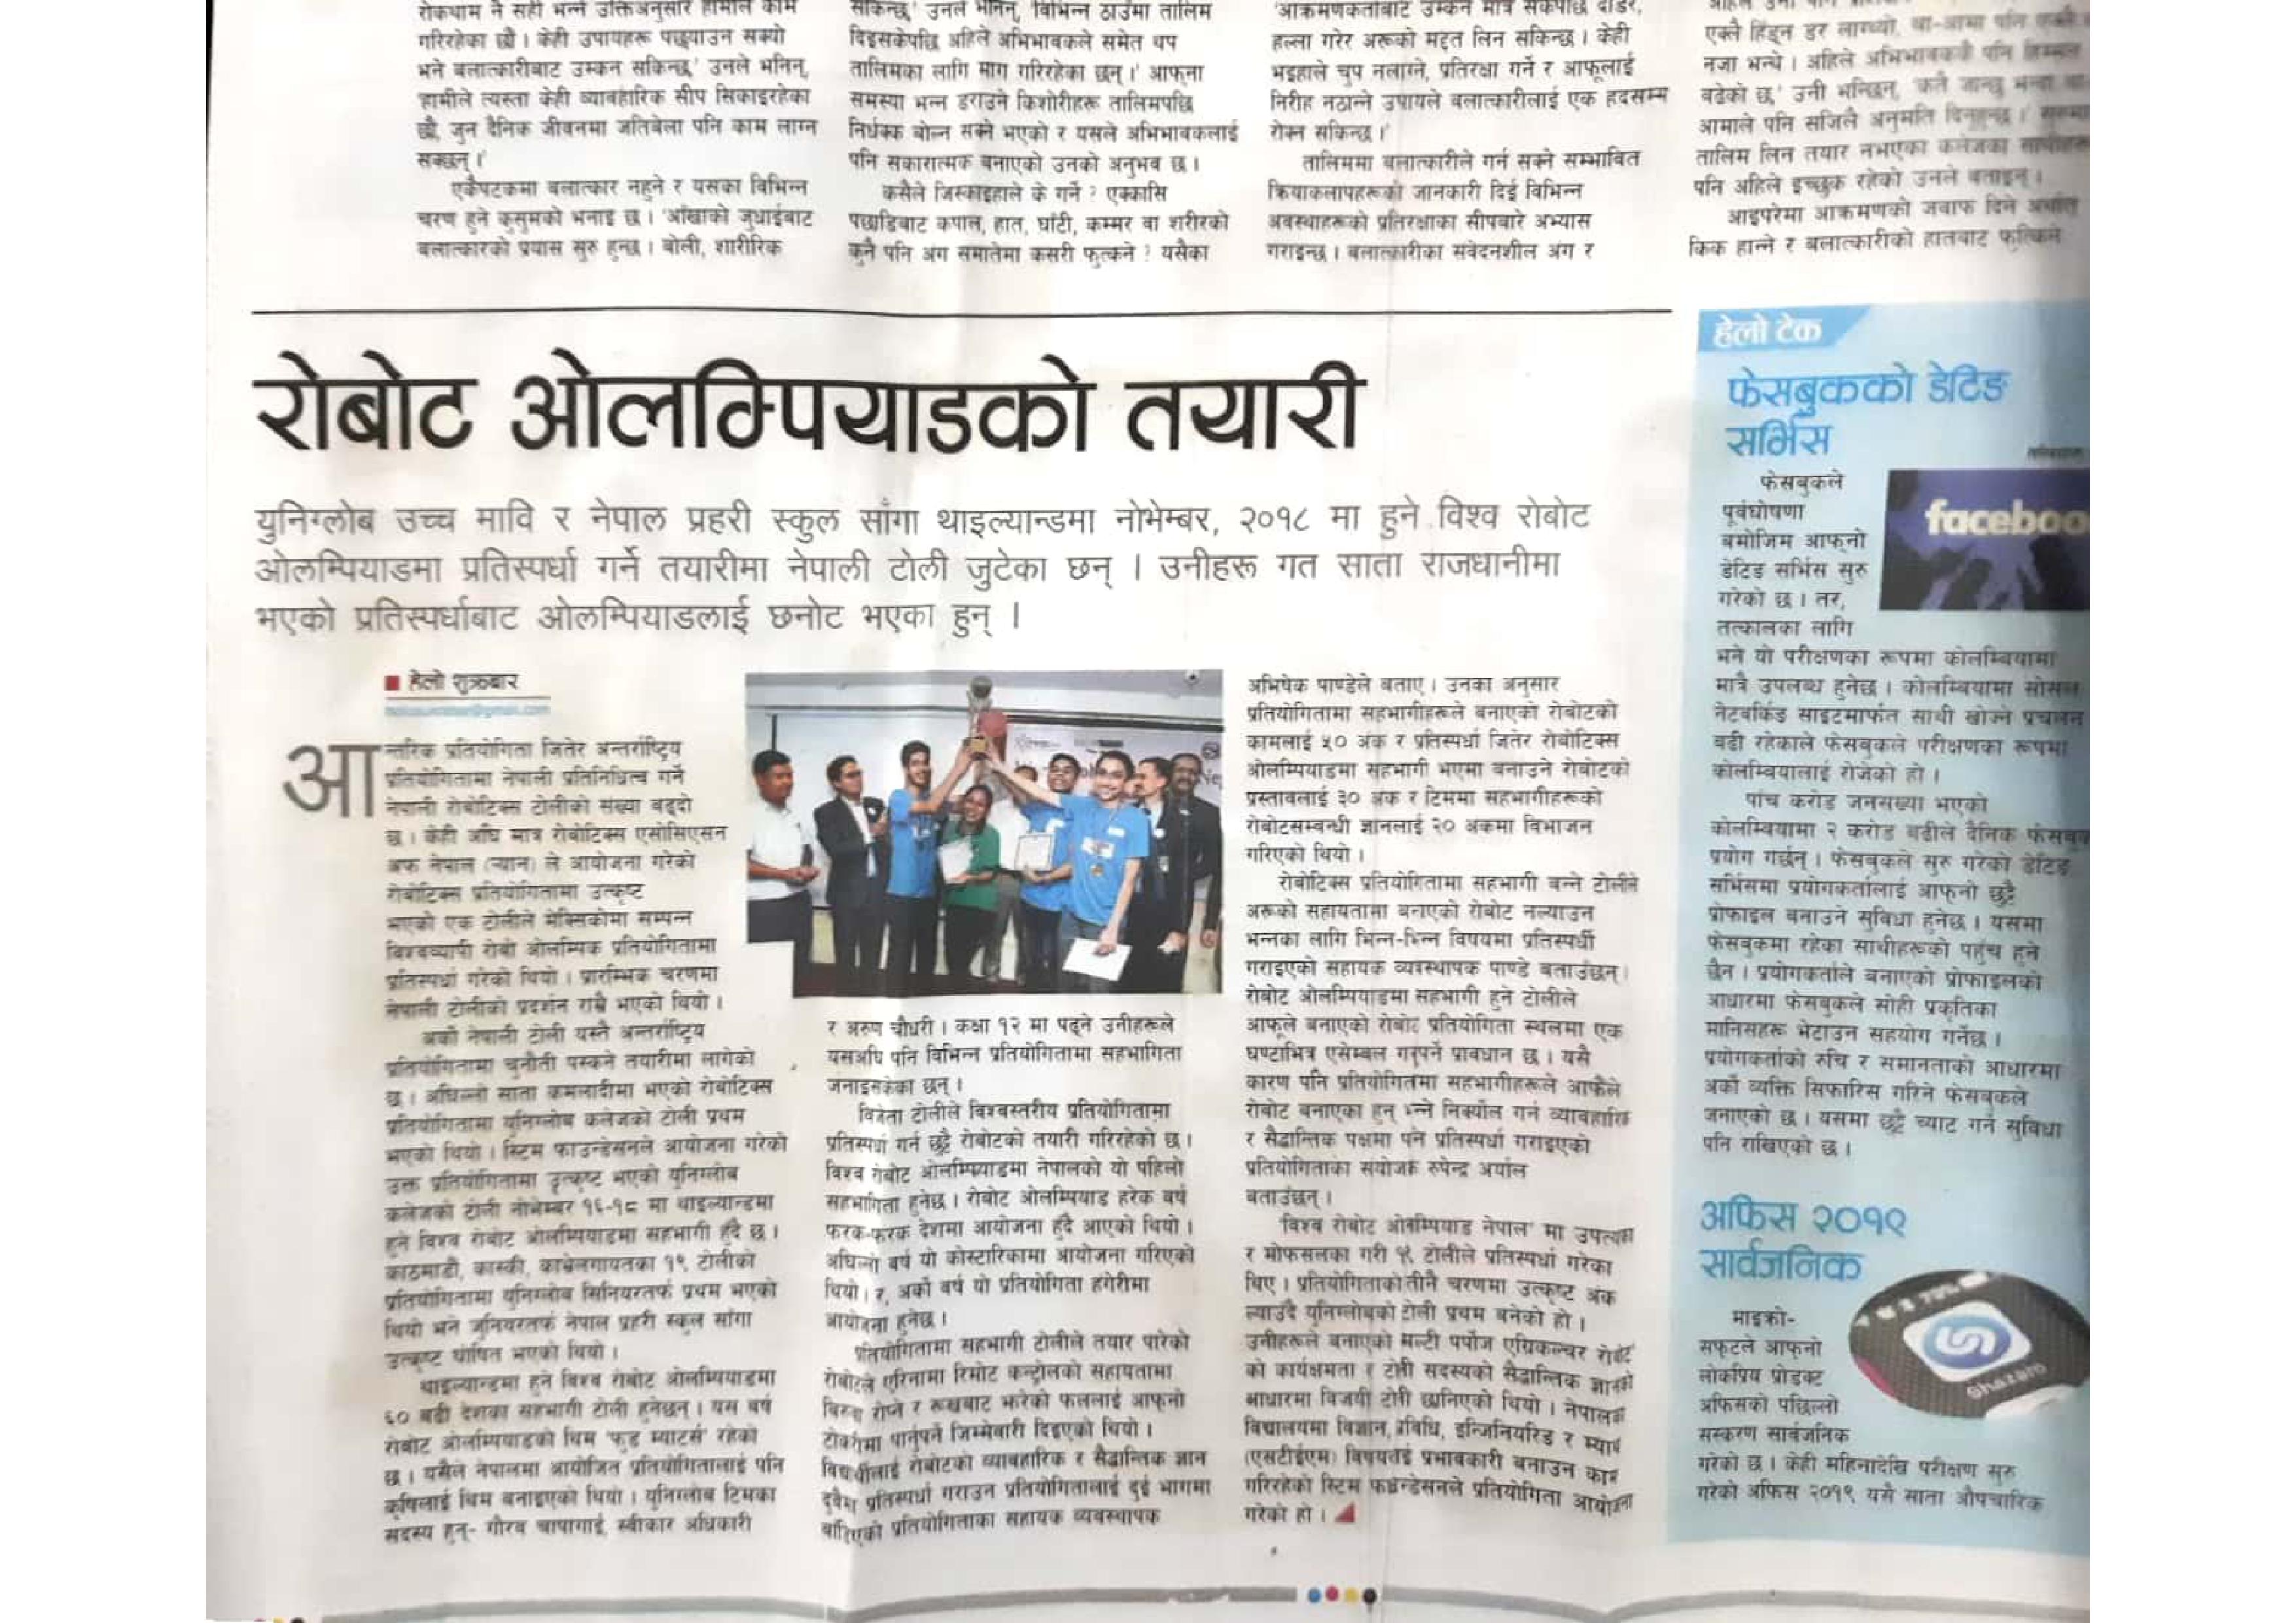 गरिरहेका छौं । केही उपायहरू पछ्याउन सक्यो
भने बलात्कारीबाट उम्कन सकिन्छ,' उनले भनिन्,
'हामीले त्यस्ता केही व्यावहारिक सीप सिकाइरहेका
छौं, जुन दैनिक जीवनमा जतिबेला पनि काम लाग्न
सक्छन् ।'
एकैपटकमा बलात्कार नहुने र यसका विभिन्न
चरण हुने कुसुमको भनाइ छ । 'आँखाको जुधाईबाट
बलात्कारको प्रयास सुरु हुन्छ । बोली, शारीरिक
सकिन्छ,' उनले भनिन्, 'विभिन्न ठाउँमा तालिम
दिइसकेपछि अहिले अभिभावकले समेत थप
तालिमका लागि माग गरिरहेका छन् ।' आफ्ना
समस्या भन्न डराउने किशोरीहरू तालिमपछि
निर्धक्क बोल्न सक्ने भएको र यसले अभिभावकलाई
पनि सकारात्मक बनाएको उनको अनुभव छ ।
कसैले जिस्काइहाले के गर्ने ? एक्कासि
पछाडिबाट कपाल, हात, घाँटी, कम्मर वा शरीरको
कुनै पनि अंग समातेमा कसरी फुत्कने ? यसैका
'आक्रमणकर्ताबाट उम्कन मात्र सकेपछि दौडेर,
हल्ला गरेर अरूको मद्दत लिन सकिन्छ । केही
भइहाले चुप नलाग्ने, प्रतिरक्षा गर्ने र आफूलाई
निरीह नठान्ने उपायले बलात्कारीलाई एक हदसम्म
रोक्न सकिन्छ ।'
तालिममा बलात्कारीले गर्न सक्ने सम्भावित
क्रियाकलापहरूको जानकारी दिई विभिन्न
अवस्थाहरूको प्रतिरक्षाका सीपबारे अभ्यास
गराइन्छ । बलात्कारीका संवेदनशील अंग र
एक्लै हिँड्न डर लाग्थ्यो, बा-आमा पनि
नजा भन्थे । अहिले अभिभावककै पनि हिम्मत
बढेको छ,' उनी भन्छिन्, 'कतै जान्छु भन्दा
आमाले पनि सजिलै अनुमति दिनुहुन्छ ।'
तालिम लिन तयार नभएका कलेजका
पनि अहिले इच्छुक रहेको उनले बताइन् ।
आइपरेमा आक्रमणको जवाफ दिने अर्थात्
किक हान्ने र बलात्कारीको हातबाट फुत्किने
रोबोट ओलम्पियाडको तयारी
युनिग्लोब उच्च मावि र नेपाल प्रहरी स्कुल साँगा थाइल्यान्डमा नोभेम्बर, २०१८ मा हुने विश्व रोबोट
ओलम्पियाडमा प्रतिस्पर्धा गर्ने तयारीमा नेपाली टोली जुटेका छन् । उनीहरू गत साता राजधानीमा
भएको प्रतिस्पर्धाबाट ओलम्पियाडलाई छनोट भएका हुन् ।
हेलो शुक्रबार
आन्तरिक प्रतियोगिता जितेर अन्तर्राष्ट्रिय
प्रतियोगितामा नेपाली प्रतिनिधित्व गर्ने
नेपाली रोबोटिक्स टोलीको संख्या बढ्दो
छ । केही अघि मात्र रोबोटिक्स एसोसिएसन
अफ नेपाल (न्यान) ले आयोजना गरेको
रोबोटिक्स प्रतियोगितामा उत्कृष्ट
भएको एक टोलीले मेक्सिकोमा सम्पन्न
विश्वव्यापी रोबो ओलम्पिक प्रतियोगितामा
प्रतिस्पर्धा गरेको थियो । प्रारम्भिक चरणमा
नेपाली टोलीको प्रदर्शन राम्रै भएको थियो ।
अर्को नेपाली टोली यस्तै अन्तर्राष्ट्रिय
प्रतियोगितामा चुनौती पस्कने तयारीमा लागेको
छ । अघिल्लो साता कमलादीमा भएको रोबोटिक्स
प्रतियोगितामा युनिग्लोब कलेजको टोली प्रथम
भएको थियो । स्टिम फाउन्डेसनले आयोजना गरेको
उक्त प्रतियोगितामा उत्कृष्ट भएको युनिग्लोब
कलेजको टोली नोभेम्बर १६-१८ मा थाइल्यान्डमा
हुने विश्व रोबोट ओलम्पियाडमा सहभागी हुँदै छ ।
काठमाडौं, कास्की, काभ्रेलगायतका १९ टोलीको
प्रतियोगितामा युनिग्लोब सिनियरतर्फ प्रथम भएको
थियो भने जुनियरतर्फ नेपाल प्रहरी स्कुल साँगा
उत्कृष्ट घोषित भएको थियो ।
थाइल्यान्डमा हुने विश्व रोबोट ओलम्पियाडमा
६० बढी देशका सहभागी टोली हुनेछन् । यस वर्ष
रोबोट ओलम्पियाडको थिम 'फुड म्याटर्स' रहेको
छ । यसैले नेपालमा आयोजित प्रतियोगितालाई पनि
कृषिलाई थिम बनाइएको थियो । युनिग्लोब टिमका
सदस्य हुन्- गौरव चापागाईं, स्वीकार अधिकारी
र अरुण चौधरी । कक्षा १२ मा पढ्ने उनीहरूले
यसअघि पनि विभिन्न प्रतियोगितामा सहभागिता
जनाइसकेका छन् ।
विजेता टोलीले विश्वस्तरीय प्रतियोगितामा
प्रतिस्पर्धा गर्न छुट्टै रोबोटको तयारी गरिरहेको छ ।
विश्व रोबोट ओलम्पियाडमा नेपालको यो पहिलो
सहभागिता हुनेछ । रोबोट ओलम्पियाड हरेक वर्ष
फरक-फरक देशमा आयोजना हुँदै आएको थियो ।
अघिल्लो वर्ष यो कोस्टारिकामा आयोजना गरिएको
थियो । र, अर्को वर्ष यो प्रतियोगिता हंगेरीमा
आयोजना हुनेछ ।
प्रतियोगितामा सहभागी टोलीले तयार पारेको
रोबोटले एरिनामा रिमोट कन्ट्रोलको सहायतामा
बिरुवा रोप्ने र रूखबाट झरेको फललाई आफ्नो
टोकरीमा पार्नुपर्ने जिम्मेवारी दिइएको थियो ।
विद्यार्थीलाई रोबोटको व्यावहारिक र सैद्धान्तिक ज्ञान
दुवैमा प्रतिस्पर्धा गराउन प्रतियोगितालाई दुई भागमा
बाँडिएको प्रतियोगिताका सहायक व्यवस्थापक
अभिषेक पाण्डेले बताए । उनका अनुसार
प्रतियोगितामा सहभागीहरूले बनाएको रोबोटको
कामलाई ५० अंक र प्रतिस्पर्धा जितेर रोबोटिक्स
ओलम्पियाडमा सहभागी भएमा बनाउने रोबोटको
प्रस्तावलाई ३० अंक र टिममा सहभागीहरूको
रोबोटसम्बन्धी ज्ञानलाई २० अंकमा विभाजन
गरिएको थियो ।
रोबोटिक्स प्रतियोगितामा सहभागी बन्ने टोलीले
अरूको सहायतामा बनाएको रोबोट नल्याउन्
भन्नका लागि भिन्न-भिन्न विषयमा प्रतिस्पर्धी
गराइएको सहायक व्यवस्थापक पाण्डे बताउँछन् ।
रोबोट ओलम्पियाडमा सहभागी हुने टोलीले
आफूले बनाएको रोबोट प्रतियोगिता स्थलमा एक
घण्टाभित्र एसेम्बल गर्नुपर्ने प्रावधान छ । यसै
कारण पनि प्रतियोगितामा सहभागीहरूले आफैंले
रोबोट बनाएका हुन् भन्ने निर्क्योल गर्न व्यावहारिक
र सैद्धान्तिक पक्षमा पनि प्रतिस्पर्धा गराइएको
प्रतियोगिताका संयोजक रुपेन्द्र अर्याल
बताउँछन् ।
'विश्व रोबोट ओलम्पियाड नेपाल' मा उपत्यका
र मोफसलका गरी १९ टोलीले प्रतिस्पर्धा गरेका
थिए । प्रतियोगिताको तीनै चरणमा उत्कृष्ट अंक
ल्याउँदै युनिग्लोबको टोली प्रथम बनेको हो ।
उनीहरूले बनाएको मल्टी पर्पोज एग्रिकल्चर रोबोट
को कार्यक्षमता र टोली सदस्यको सैद्धान्तिक ज्ञानको
आधारमा विजयी टोली छानिएको थियो । नेपालका
विद्यालयमा विज्ञान, प्रविधि, इन्जिनियरिङ र म्याथ
(एसटीईएम) विषयलाई प्रभावकारी बनाउन काम
गरिरहेको स्टिम फाउन्डेसनले प्रतियोगिता आयोजना
गरेको हो ।
हेलो टेक
फेसबुकको डेटिङ
सर्भिस
faceboo
फेसबुकले
पूर्वघोषणा
बमोजिम आफ्नो
डेटिङ सर्भिस सुरु
गरेको छ । तर,
तत्कालका लागि
भने यो परीक्षणका रूपमा कोलम्बियामा
मात्रै उपलब्ध हुनेछ । कोलम्बियामा सोसल
नेटवर्किङ साइटमार्फत साथी खोज्ने प्रचलन
बढी रहेकाले फेसबुकले परीक्षणका रूपमा
कोलम्बियालाई रोजेको हो ।
पाँच करोड जनसंख्या भएको
कोलम्बियामा २ करोड बढीले दैनिक फेसबुक
प्रयोग गर्छन् । फेसबुकले सुरु गरेको डेटिङ
सर्भिसमा प्रयोगकर्तालाई आफ्नो छुट्टै
प्रोफाइल बनाउने सुविधा हुनेछ । यसमा
फेसबुकमा रहेका साथीहरूको पहुँच हुने
छैन । प्रयोगकर्ताले बनाएको प्रोफाइलको
आधारमा फेसबुकले सोही प्रकृतिका
मानिसहरू भेटाउन सहयोग गर्नेछ ।
प्रयोगकर्ताको रुचि र समानताको आधारमा
अर्को व्यक्ति सिफारिस गरिने फेसबुकले
जनाएको छ । यसमा छुट्टै च्याट गर्ने सुविधा
पनि राखिएको छ ।
अफिस २०१९
सार्वजनिक
माइक्रो-
सफ्टले आफ्नो
लोकप्रिय प्रोडक्ट
अफिसको पछिल्लो
संस्करण सार्वजनिक
गरेको छ । केही महिनादेखि परीक्षण सुरु
गरेको अफिस २०१९ यसै साता औपचारिक
Shazam